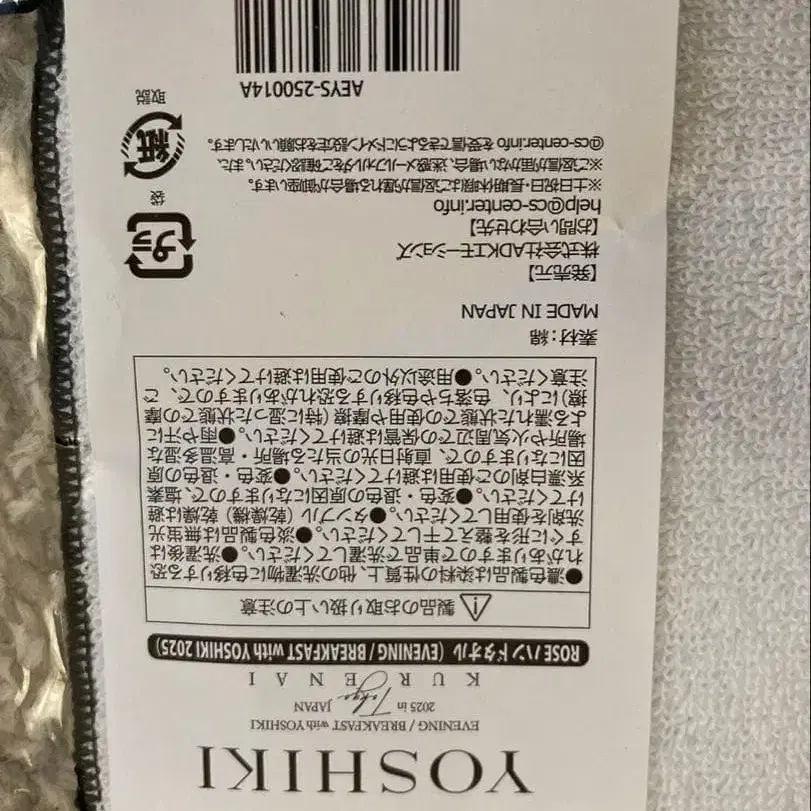 YOSHIKI
EVENING / BREAKFAST with YOSHIKI
2025 in Tokyo JAPAN
KURENAI
ROSE ハンドタオル（EVENING / BREAKFAST with YOSHIKI 2025）
製品のお取り扱い上の注意
●濃色製品は染料の性質上、他の洗濯物に色移りする恐
れがありますので単品で洗濯してください。●洗濯後は
すぐに形を整えて干してください。●淡色製品は無蛍光
洗剤を使用してください。●タンブル（乾燥機）乾燥は避
けてください。●変色・退色の原因になりますので、塩素
系漂白剤のご使用は避けてください。●変色・退色の原
因になりますので、直射日光の当たる場所・高温多湿な
場所や火気周辺での保管は避けてください。●雨や汗に
よる濡れた状態での使用や摩擦（特に湿った状態での摩
擦）により、色落ちや色移りする恐れがありますので、ご
注意ください。●用途以外のご使用は避けてください。
素材：綿
MADE IN JAPAN
【発売元】
株式会社ADKエモーションズ
【お問い合わせ先】
help@cs-center.info
※土日祝日・長期休暇はご返信が遅れる場合が御座います。
※ご返信が届かない場合、迷惑メールフォルダをご確認ください。また、
@cs-center.info を受信できるようにドメイン設定をお願いいたします。
プラ
袋
紙
取説
AEYS-250014A